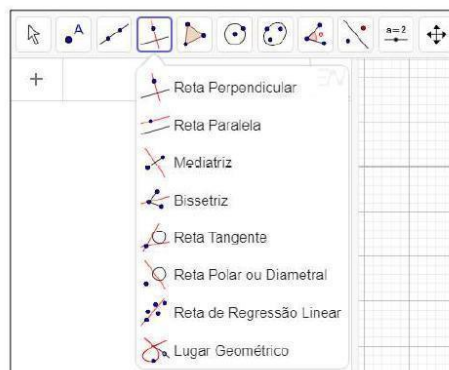 A
a=2
+
Reta Perpendicular
Reta Paralela
Mediatriz
Bissetriz
Reta Tangente
Reta Polar ou Diametral
Reta de Regressão Linear
Lugar Geométrico